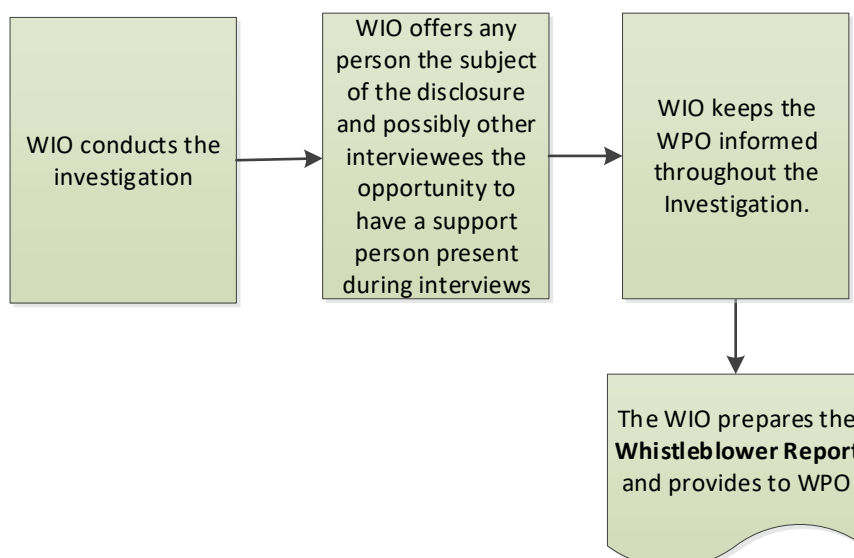 WIO conducts the
investigation
WIO offers any
person the subject
of the disclosure
and possibly other
interviewees the
opportunity to
have a support
person present
during interviews
WIO keeps the
WPO informed
throughout the
Investigation.
The WIO prepares the
Whistleblower Report
and provides to WPO